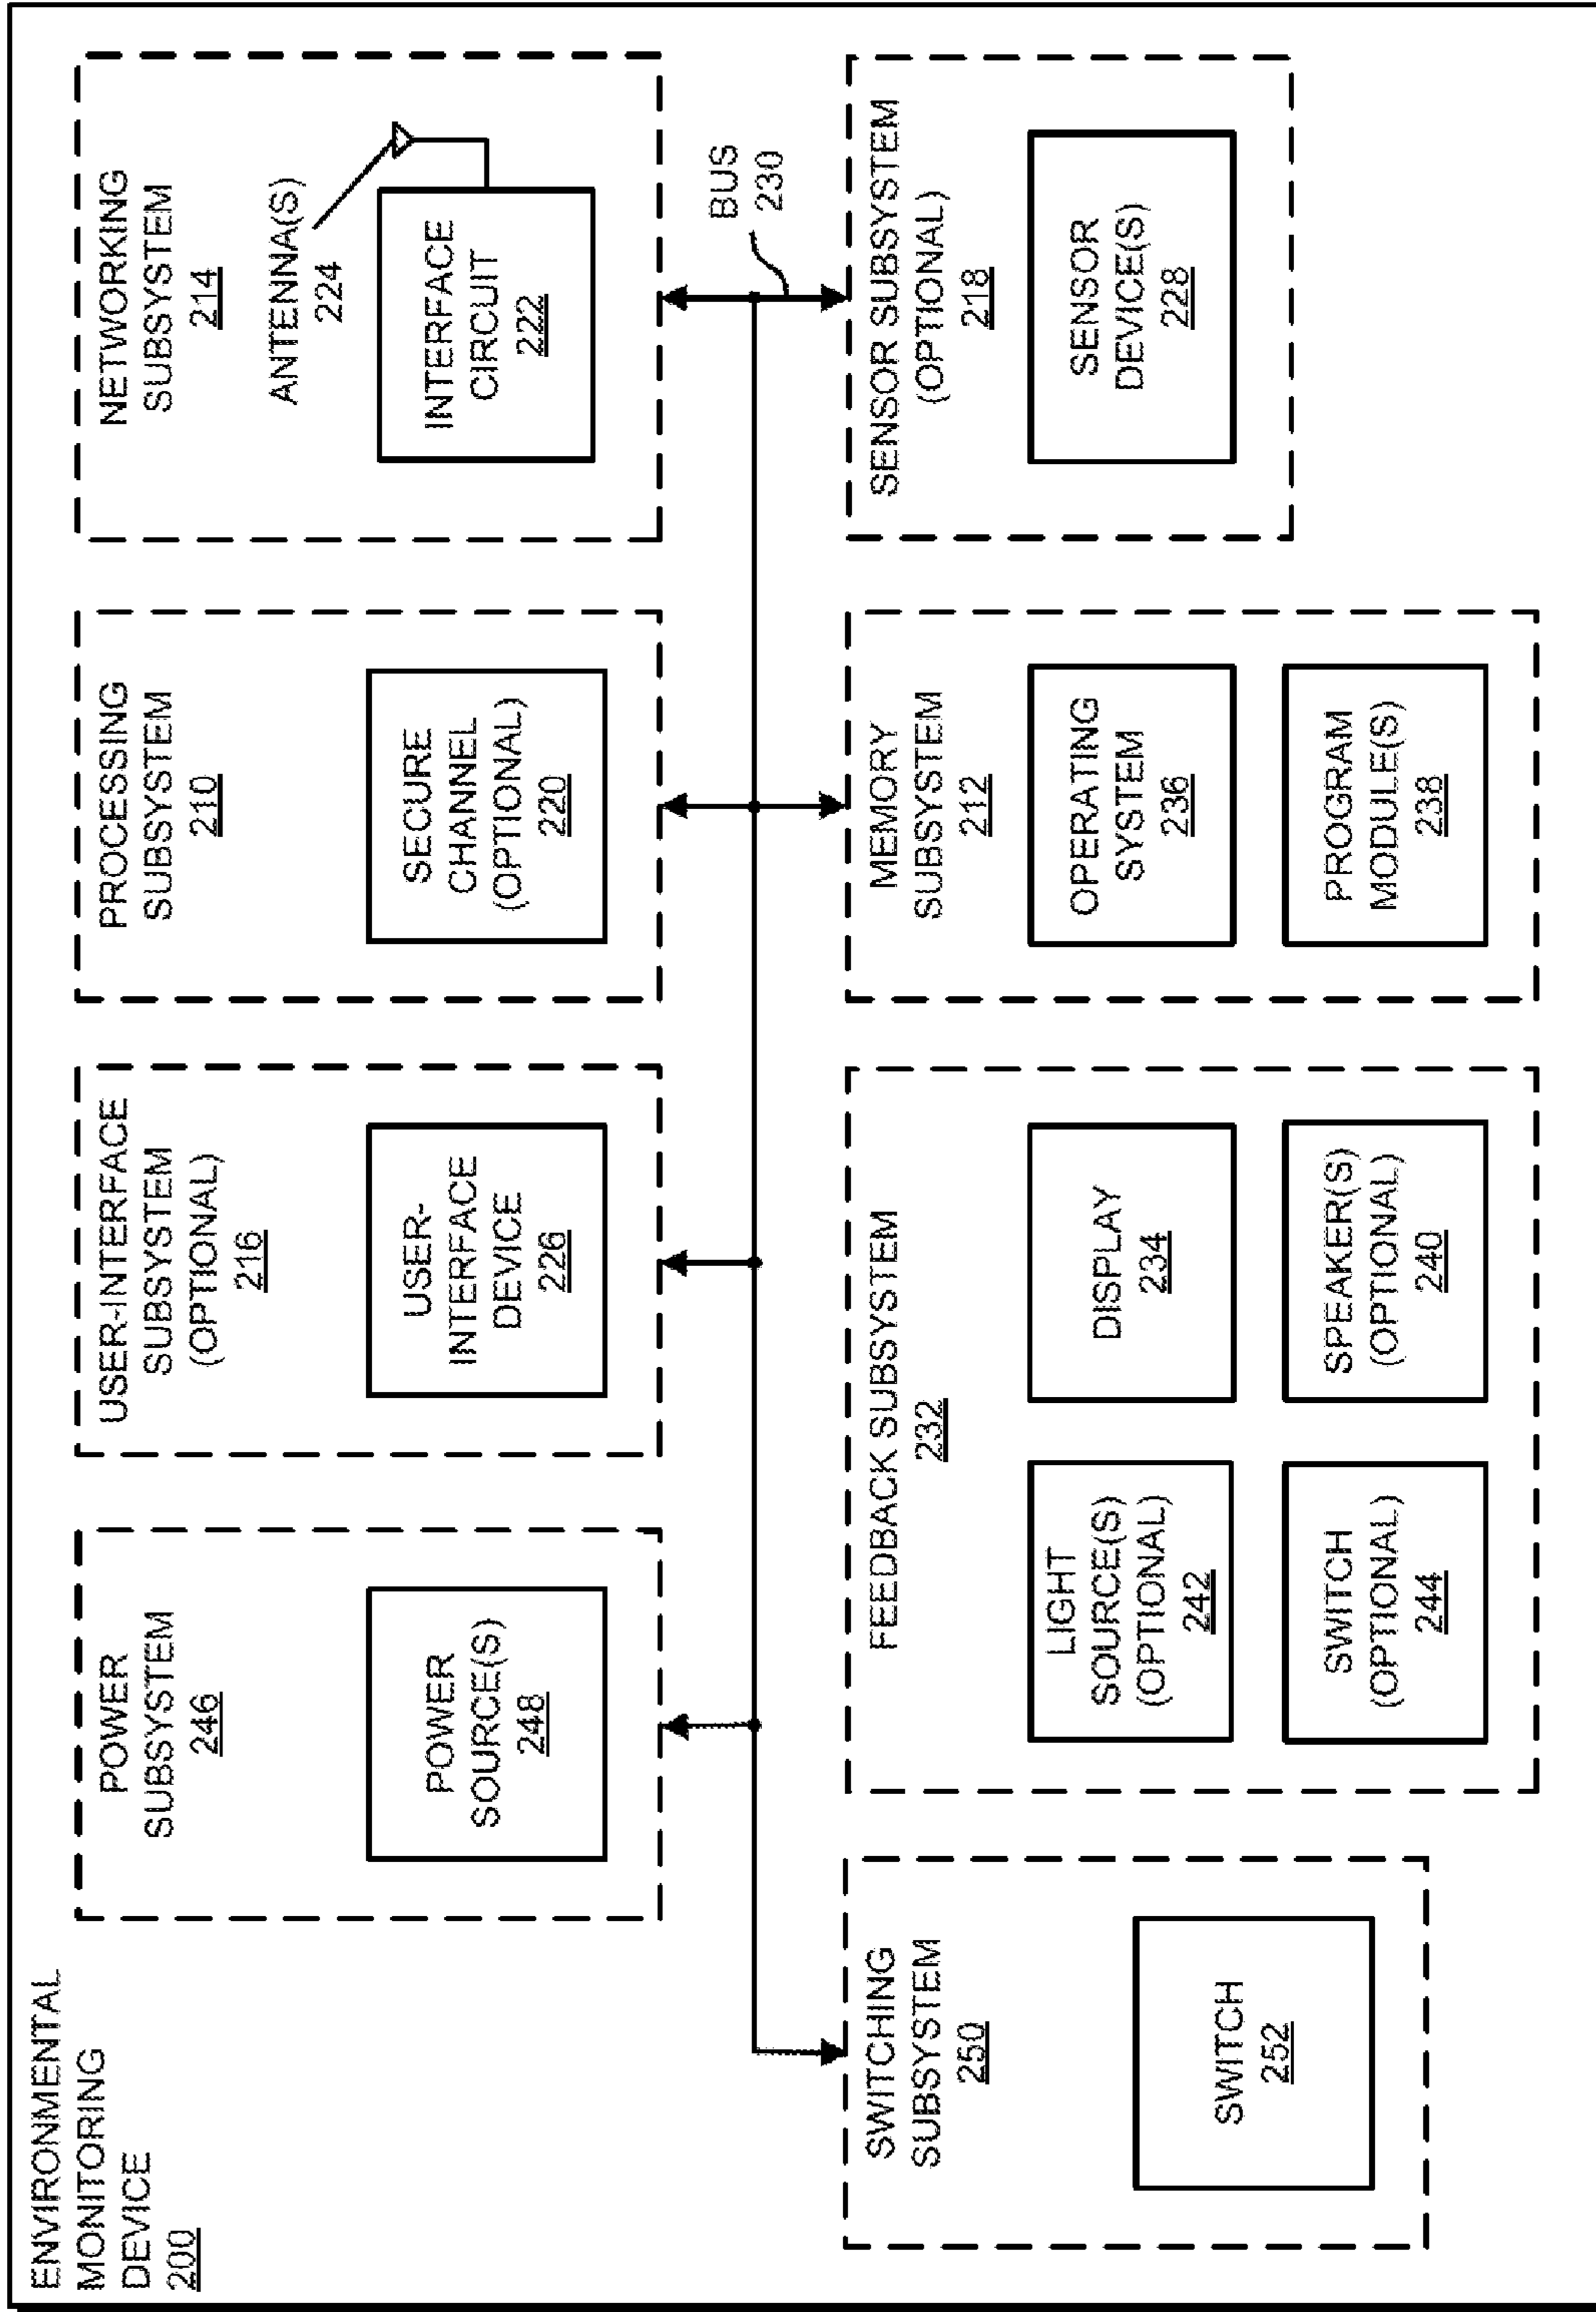 ENVIRONMENTAL
MONITORING
DEVICE
200
POWER
SUBSYSTEM
246
POWER
SOURCE(S)
248
USER-INTERFACE
SUBSYSTEM
(OPTIONAL)
216
USER-
INTERFACE
DEVICE
226
PROCESSING
SUBSYSTEM
210
SECURE
CHANNEL
(OPTIONAL)
220
NETWORKING
SUBSYSTEM
214
ANTENNA(S)
224
INTERFACE
CIRCUIT
222
BUS
230
SWITCHING
SUBSYSTEM
250
SWITCH
252
FEEDBACK SUBSYSTEM
232
LIGHT
SOURCE(S)
(OPTIONAL)
242
DISPLAY
234
SWITCH
(OPTIONAL)
244
SPEAKER(S)
(OPTIONAL)
240
MEMORY
SUBSYSTEM
212
OPERATING
SYSTEM
236
PROGRAM
MODULE(S)
238
SENSOR SUBSYSTEM
(OPTIONAL)
218
SENSOR
DEVICE(S)
228